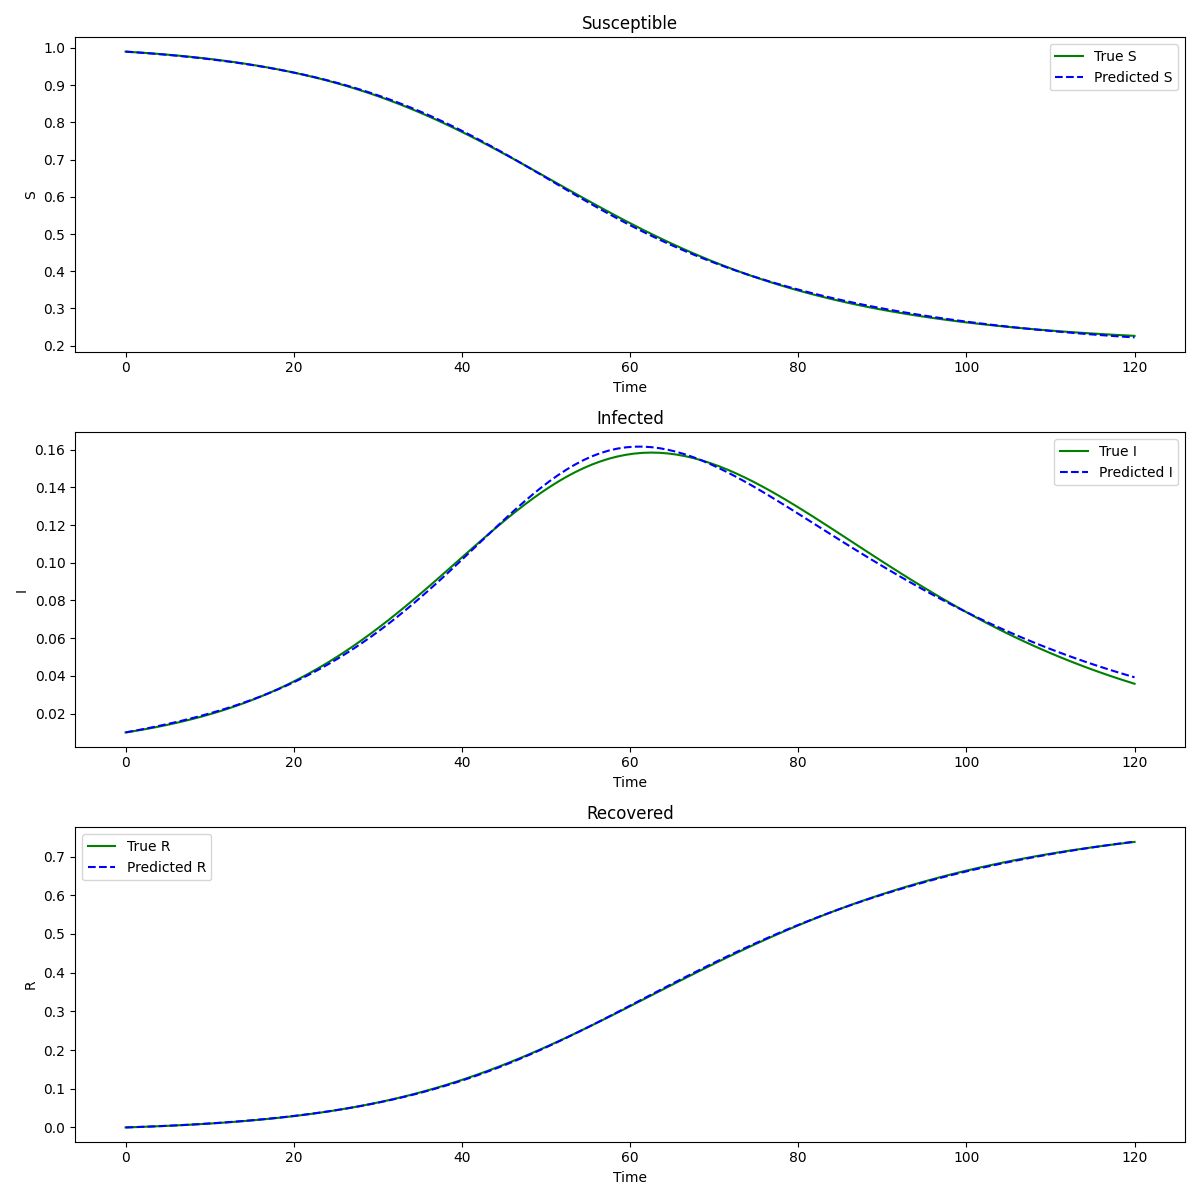 Susceptible
True S
Predicted S
S
1.0
0.9
0.8
0.7
0.6
0.5
0.4
0.3
0.2
0 20 40 60 80 100 120
Time
Infected
True I
Predicted I
I
0.16
0.14
0.12
0.10
0.08
0.06
0.04
0.02
0 20 40 60 80 100 120
Time
Recovered
True R
Predicted R
R
0.7
0.6
0.5
0.4
0.3
0.2
0.1
0.0
0 20 40 60 80 100 120
Time